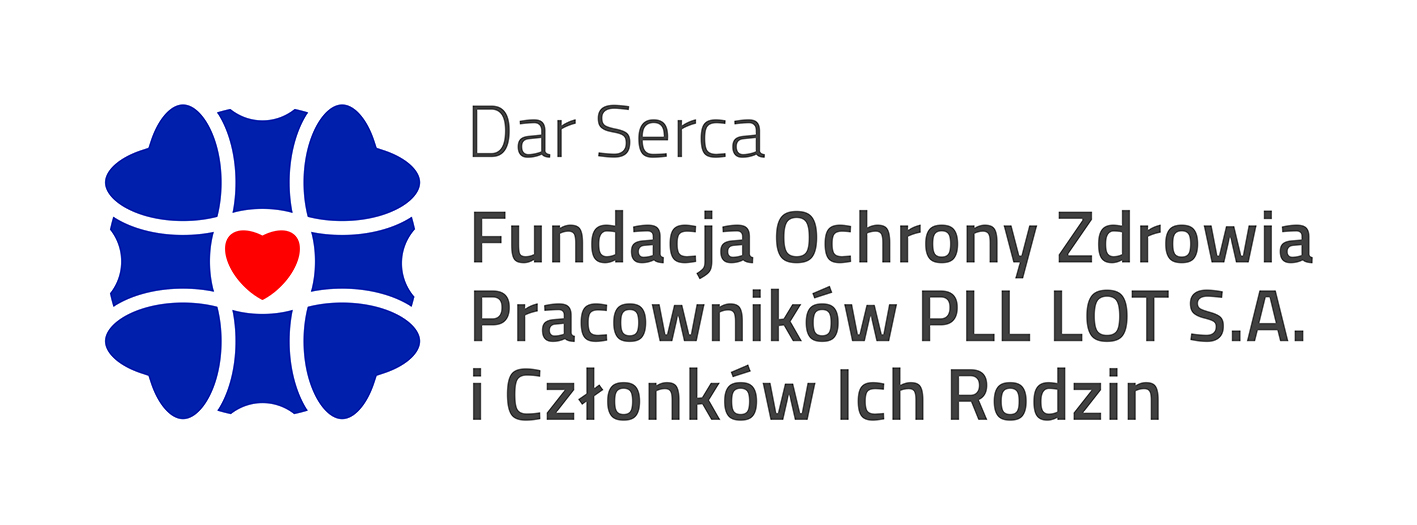 Dar Serca
Fundacja Ochrony Zdrowia
Pracowników PLL LOT S.A.
i Członków Ich Rodzin